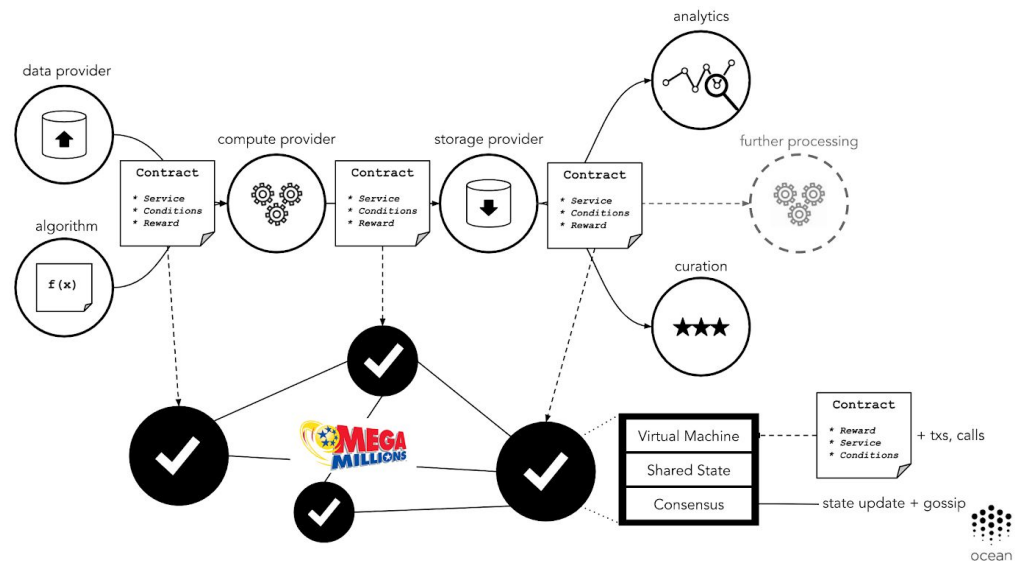 analytics
data provider
compute provider
storage provider
further processing
Contract
* Service
* Conditions
* Reward
Contract
* Service
* Conditions
* Reward
Contract
* Service
* Conditions
* Reward
algorithm
f(x)
curation
MEGA
MILLIONS
Virtual Machine
Shared State
Consensus
Contract
* Reward
* Service
* Conditions
+ txs, calls
state update + gossip
ocean